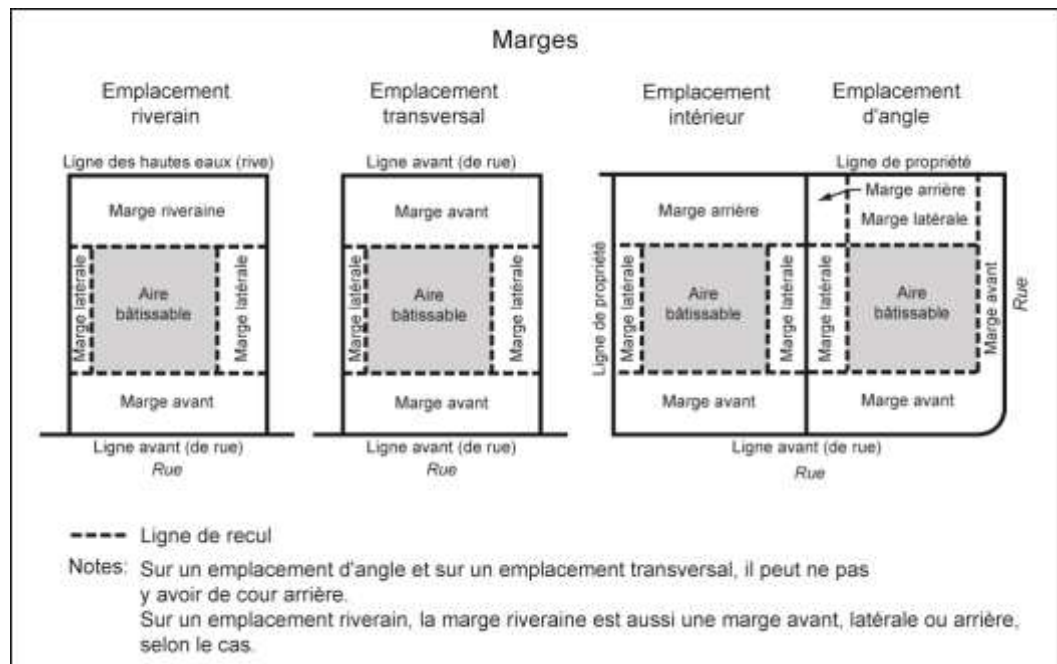 Marges
Emplacement
riverain
Ligne des hautes eaux (rive)
Marge riveraine
Marge latérale
Aire
bâtissable
Marge latérale
Marge avant
Ligne avant (de rue)
Rue
Emplacement
transversal
Ligne avant (de rue)
Marge avant
Marge latérale
Aire
bâtissable
Marge latérale
Marge avant
Ligne avant (de rue)
Rue
Emplacement
intérieur
Marge arrière
Ligne de propriété
Marge latérale
Aire
bâtissable
Marge latérale
Marge avant
Emplacement
d'angle
Ligne de propriété
Marge arrière
Marge latérale
Marge latérale
Aire
bâtissable
Marge avant
Rue
Marge avant
Ligne avant (de rue)
Rue
Ligne de recul
Notes: Sur un emplacement d'angle et sur un emplacement transversal, il peut ne pas
y avoir de cour arrière.
Sur un emplacement riverain, la marge riveraine est aussi une marge avant, latérale ou arrière,
selon le cas.